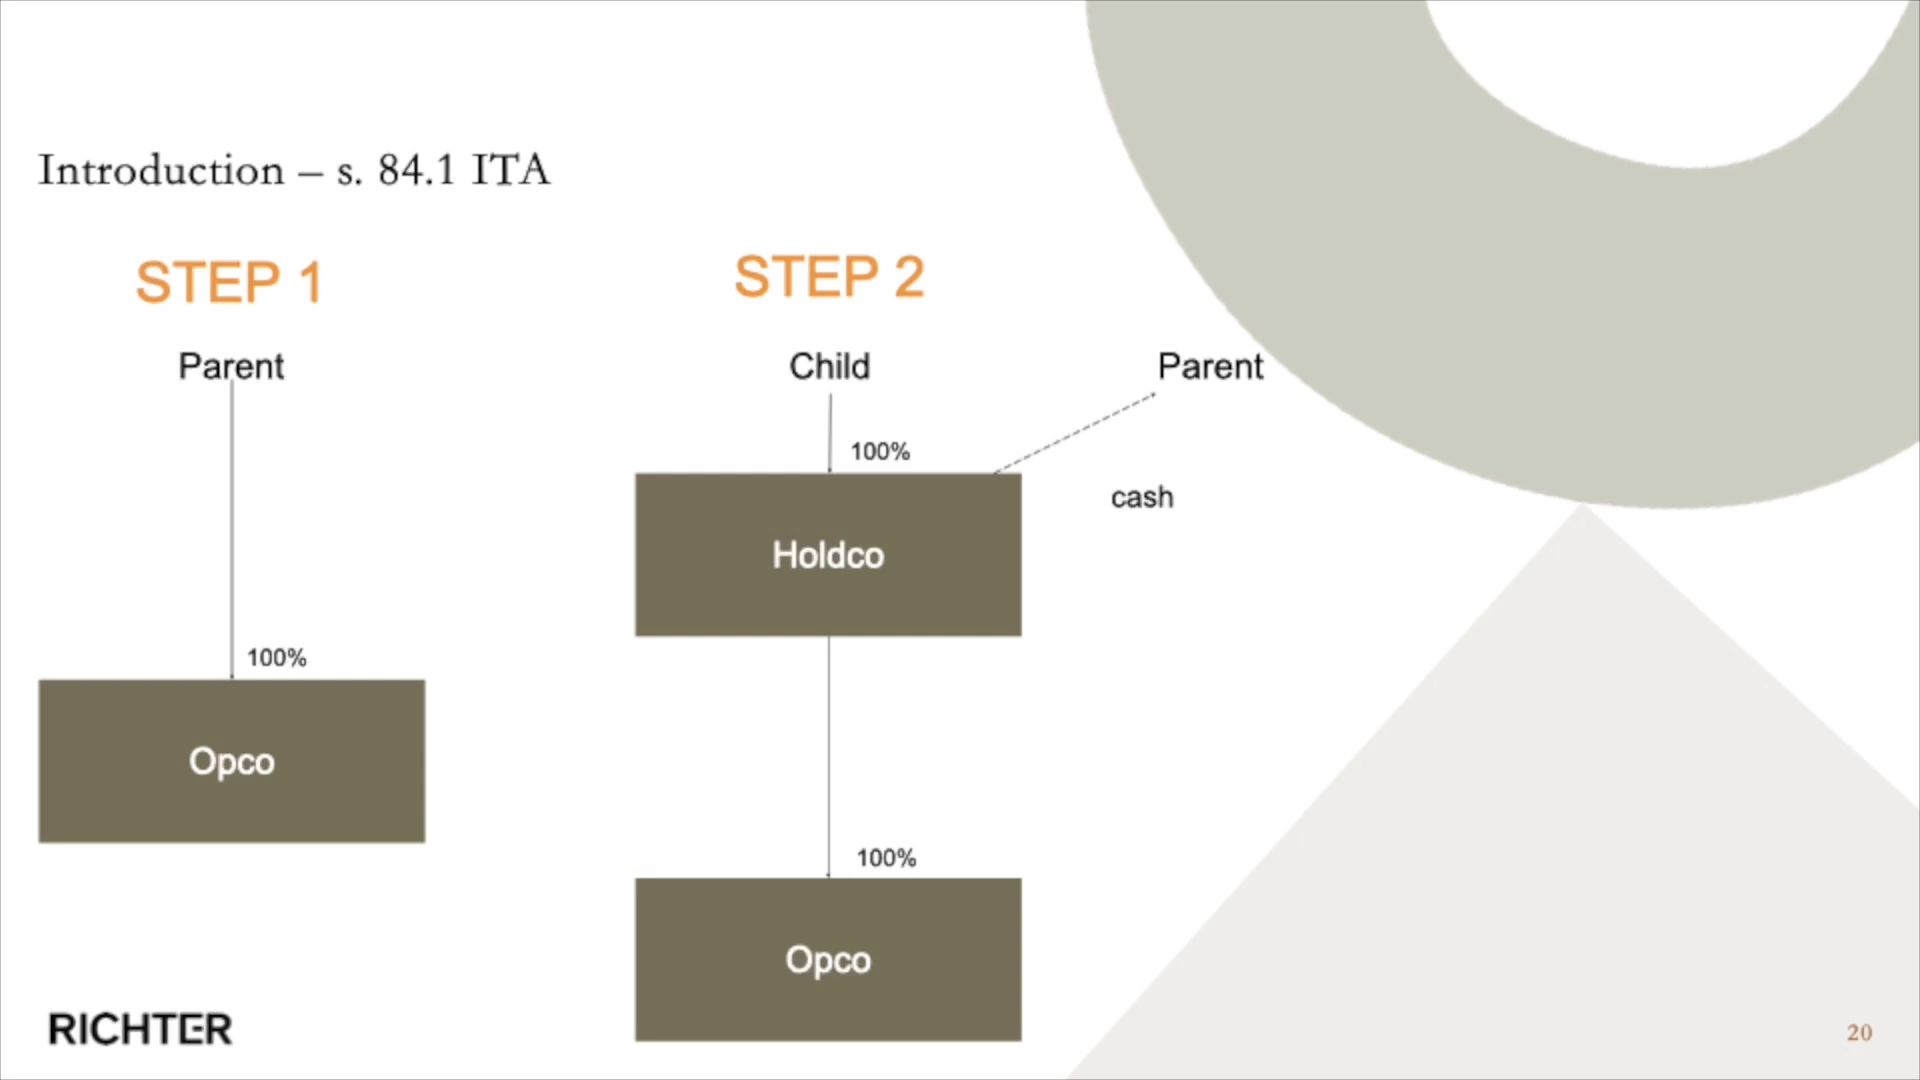 Introduction – s. 84.1 ITA
STEP 1
STEP 2
Parent
Child
Parent
100%
cash
Holdco
100%
Opco
100%
Opco
RICHTER
20